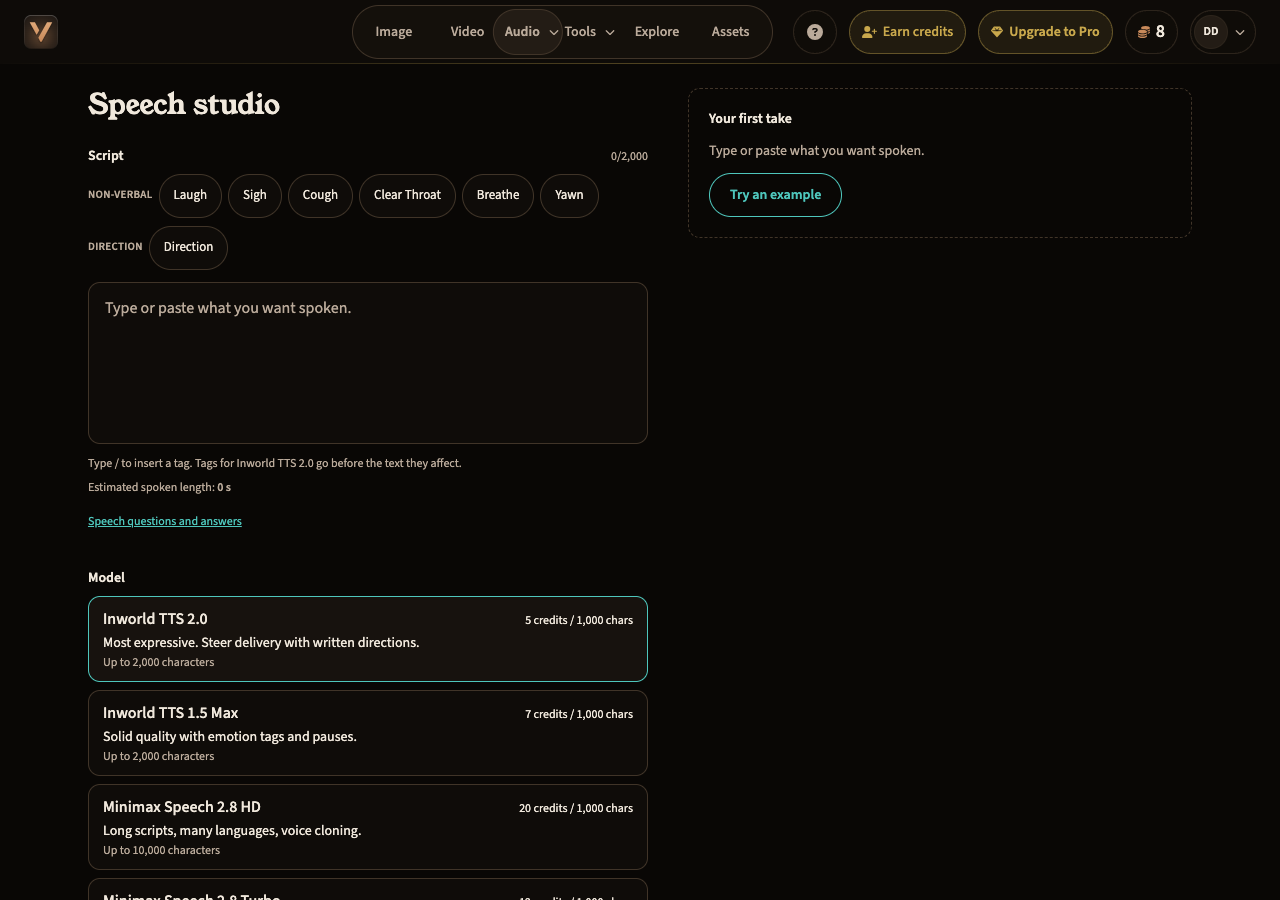 Image Video Audio Tools Explore Assets ? Earn credits Upgrade to Pro 8 DD
Speech studio
Script 0/2,000
NON-VERBAL Laugh Sigh Cough Clear Throat Breathe Yawn
DIRECTION Direction
Type or paste what you want spoken.
Type / to insert a tag. Tags for Inworld TTS 2.0 go before the text they affect.
Estimated spoken length: 0 s
Speech questions and answers
Model
Inworld TTS 2.0 5 credits / 1,000 chars
Most expressive. Steer delivery with written directions.
Up to 2,000 characters
Inworld TTS 1.5 Max 7 credits / 1,000 chars
Solid quality with emotion tags and pauses.
Up to 2,000 characters
Minimax Speech 2.8 HD 20 credits / 1,000 chars
Long scripts, many languages, voice cloning.
Up to 10,000 characters
Minimax Speech 2.8 Turbo
Your first take
Type or paste what you want spoken.
Try an example